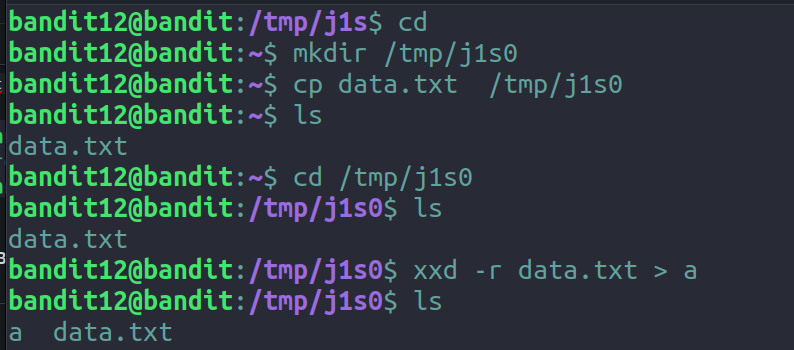 bandit12@bandit:/tmp/j1s$ cd
bandit12@bandit:~$ mkdir /tmp/j1s0
bandit12@bandit:~$ cp data.txt  /tmp/j1s0
bandit12@bandit:~$ ls
data.txt
bandit12@bandit:~$ cd /tmp/j1s0
bandit12@bandit:/tmp/j1s0$ ls
data.txt
bandit12@bandit:/tmp/j1s0$ xxd -r data.txt > a
bandit12@bandit:/tmp/j1s0$ ls
a  data.txt